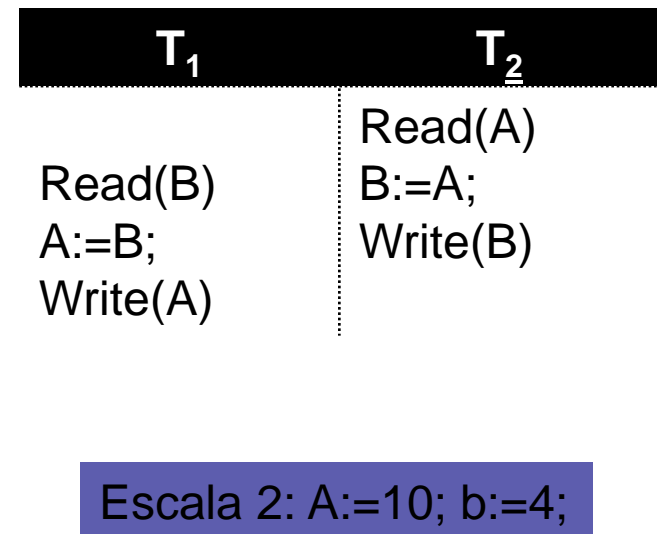 T1 T2
Read(A)
Read(B) B:=A;
A:=B; Write(B)
Write(A)
Escala 2: A:=10; b:=4;